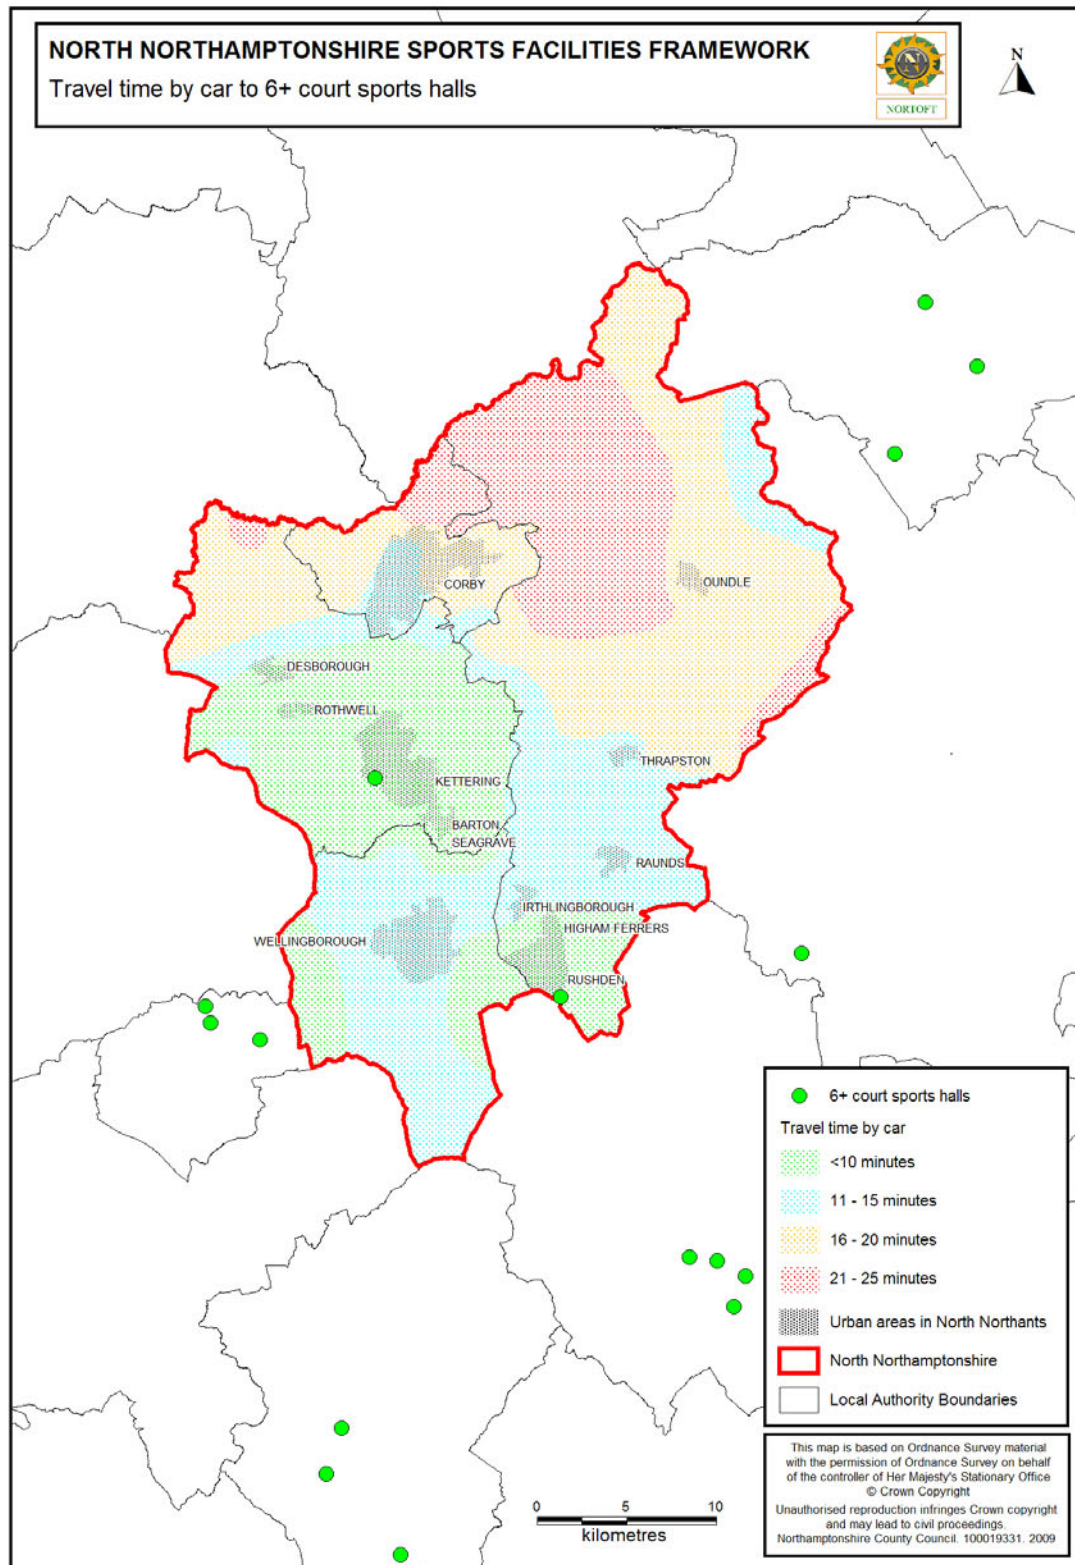 NORTH NORTHAMPTONSHIRE SPORTS FACILITIES FRAMEWORK
Travel time by car to 6+ court sports halls
N
NORTOFT
N
CORBY
OUNDLE
DESBOROUGH
ROTHWELL
THRAPSTON
KETTERING
BARTON
SEAGRAVE
RAUNDS
IRTHLINGBOROUGH
HIGHAM FERRERS
WELLINGBOROUGH
RUSHDEN
6+ court sports halls
Travel time by car
<10 minutes
11 - 15 minutes
16 - 20 minutes
21 - 25 minutes
Urban areas in North Northants
North Northamptonshire
Local Authority Boundaries
0 5 10
kilometres
This map is based on Ordnance Survey material
with the permission of Ordnance Survey on behalf
of the controller of Her Majesty's Stationary Office
© Crown Copyright
Unauthorised reproduction infringes Crown copyright
and may lead to civil proceedings.
Northamptonshire County Council. 100019331. 2009